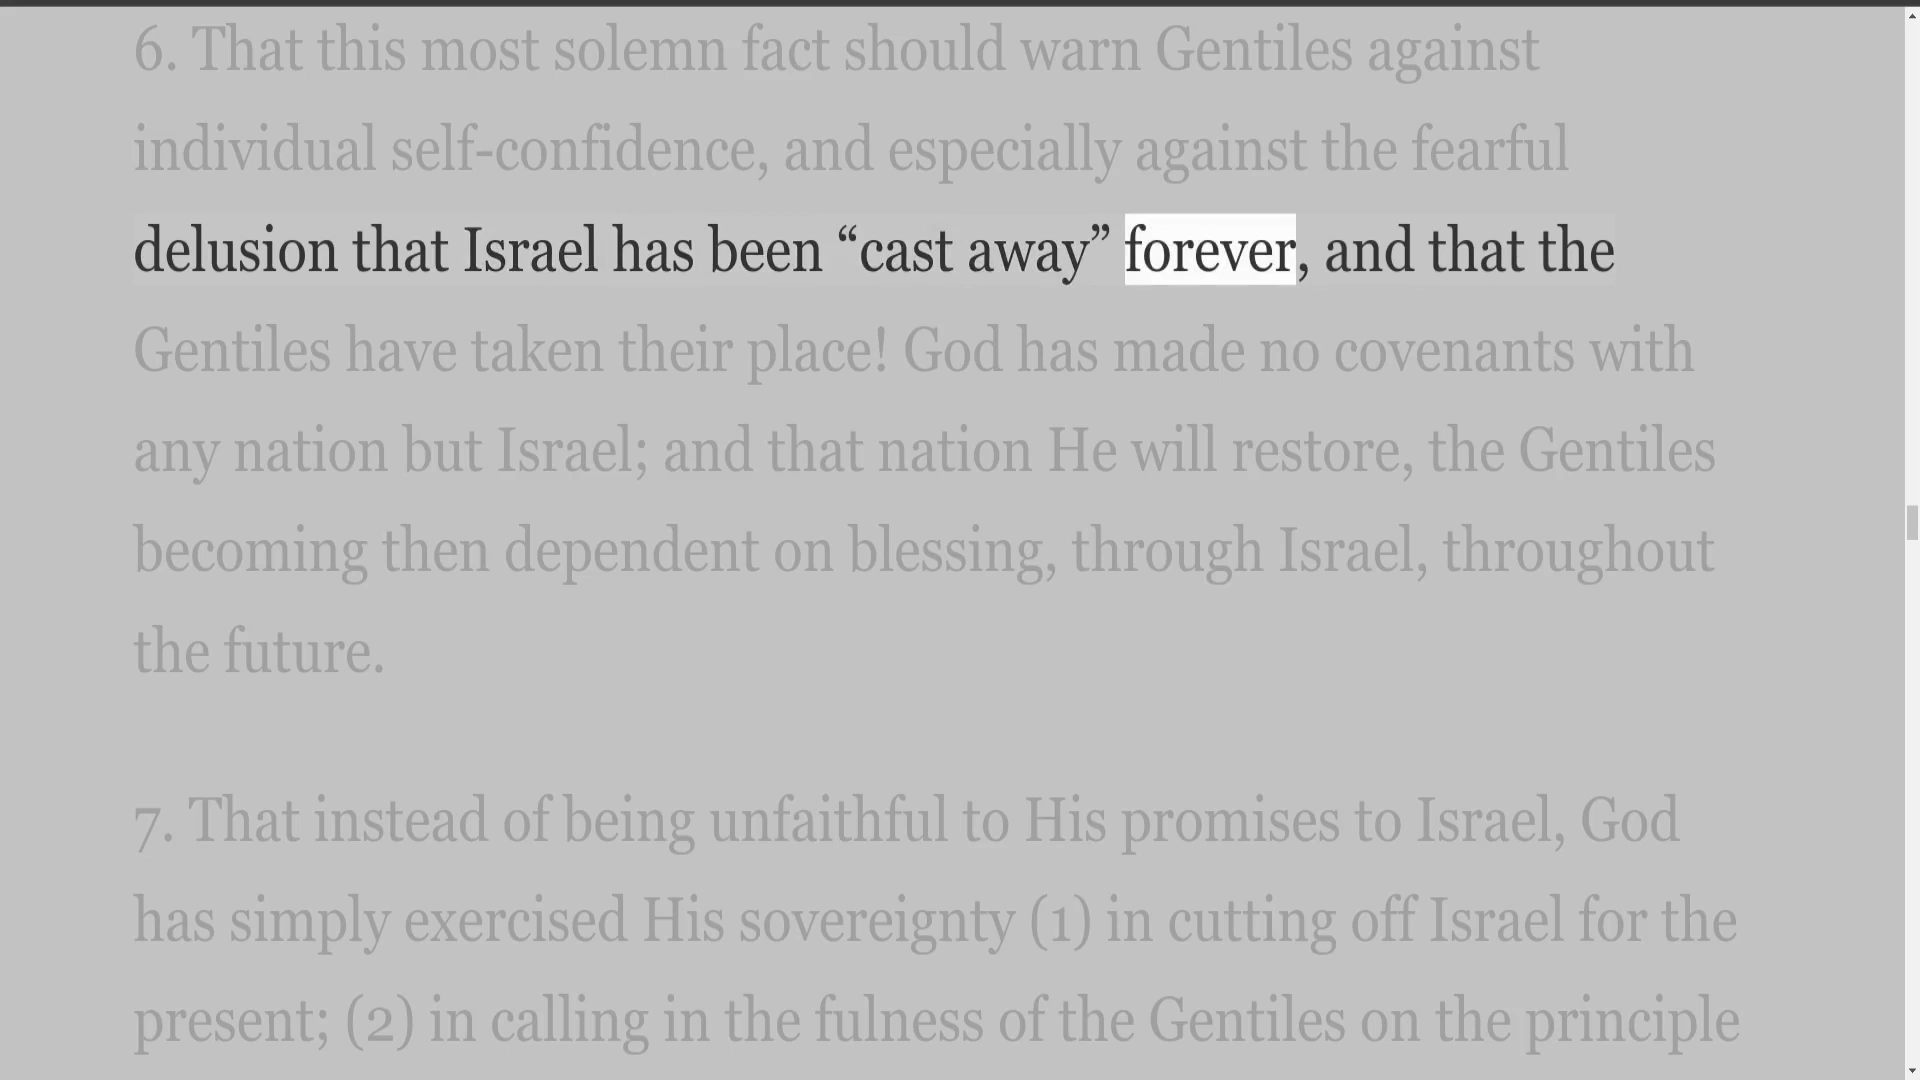 6. That this most solemn fact should warn Gentiles against
individual self-confidence, and especially against the fearful
delusion that Israel has been “cast away” forever, and that the
Gentiles have taken their place! God has made no covenants with
any nation but Israel; and that nation He will restore, the Gentiles
becoming then dependent on blessing, through Israel, throughout
the future.
7. That instead of being unfaithful to His promises to Israel, God
has simply exercised His sovereignty (1) in cutting off Israel for the
present; (2) in calling in the fulness of the Gentiles on the principle